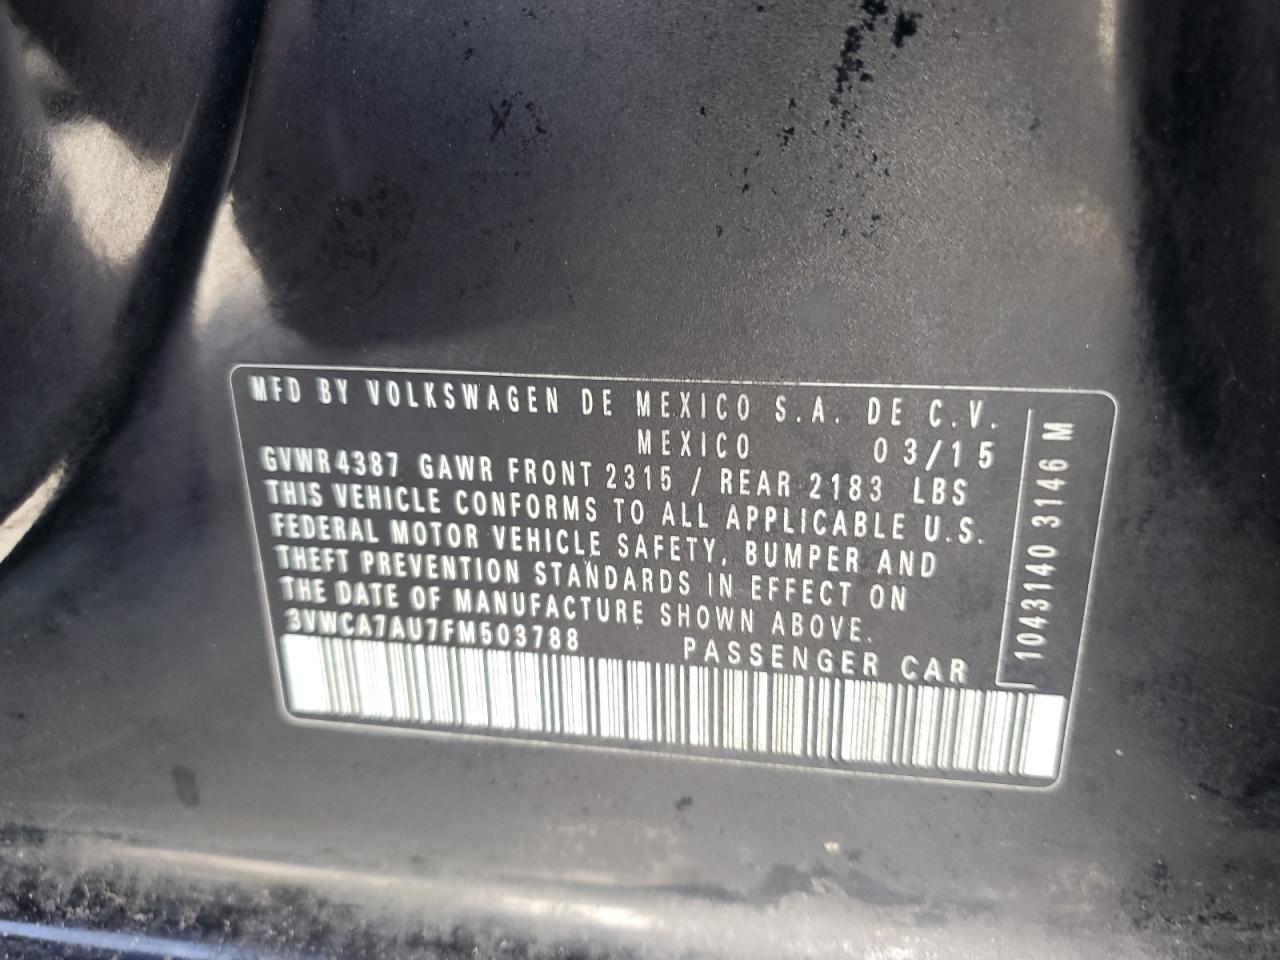 MFD BY VOLKSWAGEN DE MEXICO S.A. DE C.V.
MEXICO 03/15
GVWR4387 GAWR FRONT 2315 / REAR 2183 LBS
THIS VEHICLE CONFORMS TO ALL APPLICABLE U.S.
FEDERAL MOTOR VEHICLE SAFETY, BUMPER AND
THEFT PREVENTION STANDARDS IN EFFECT ON
THE DATE OF MANUFACTURE SHOWN ABOVE.
3VWCA7AU7FM503788 PASSENGER CAR
1043140 3146 M